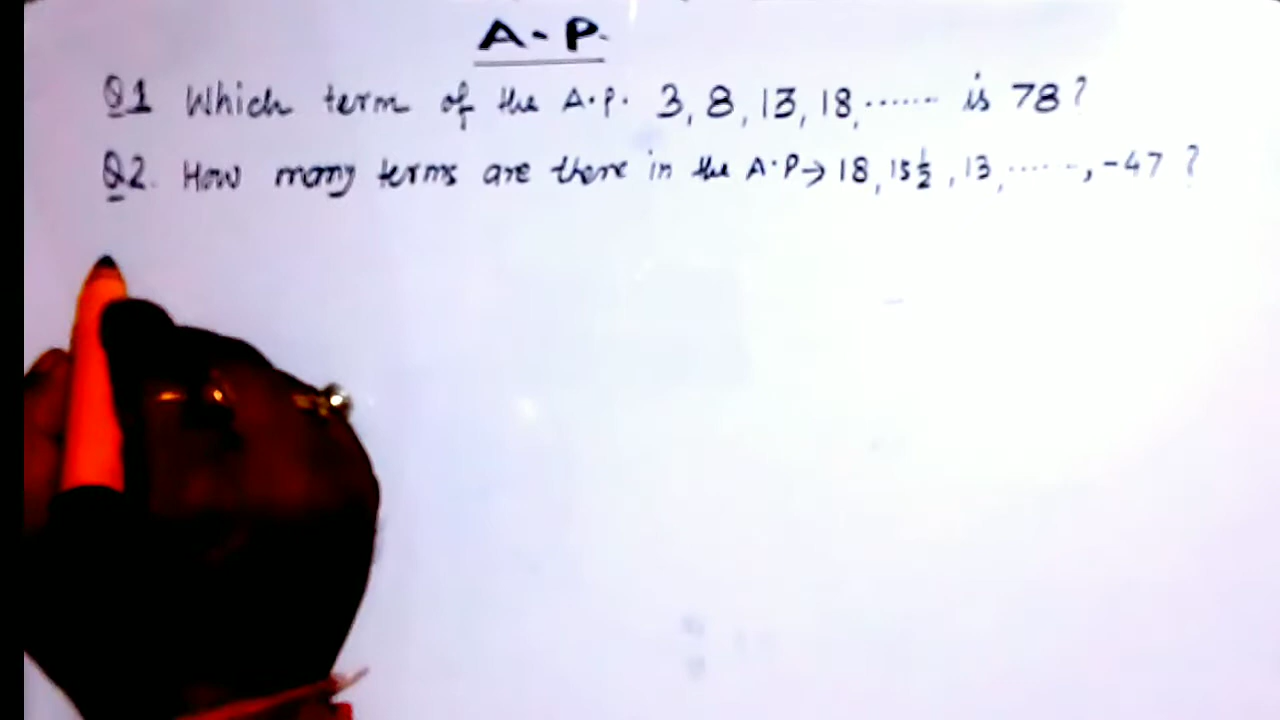 A.P.
Q1 Which term of the A.P. 3, 8, 13, 18, ...... is 78?
Q2. How many terms are there in the A.P→ 18, 15½, 13, ......, -47 ?